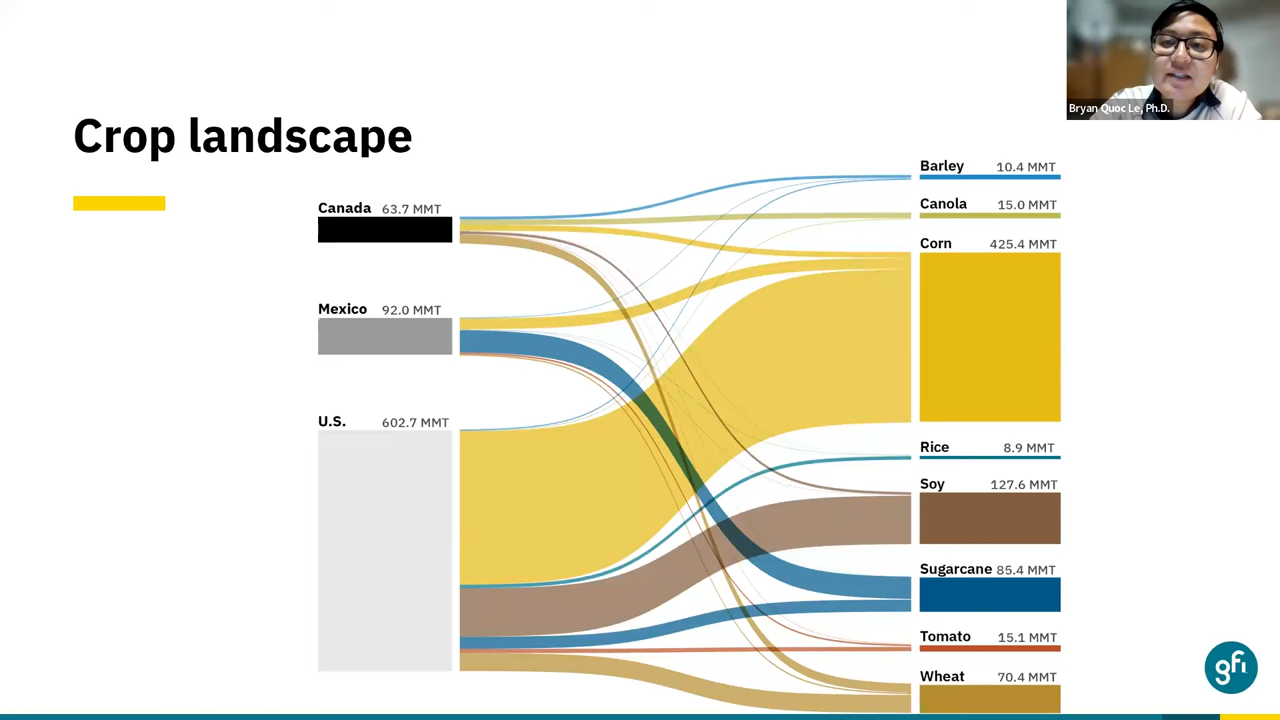 Bryan Quoc Le, Ph.D.
Crop landscape
Canada 63.7 MMT
Mexico 92.0 MMT
U.S. 602.7 MMT
Barley 10.4 MMT
Canola 15.0 MMT
Corn 425.4 MMT
Rice 8.9 MMT
Soy 127.6 MMT
Sugarcane 85.4 MMT
Tomato 15.1 MMT
Wheat 70.4 MMT
gfi